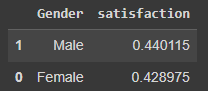 Gender satisfaction
1 Male 0.440115
0 Female 0.428975